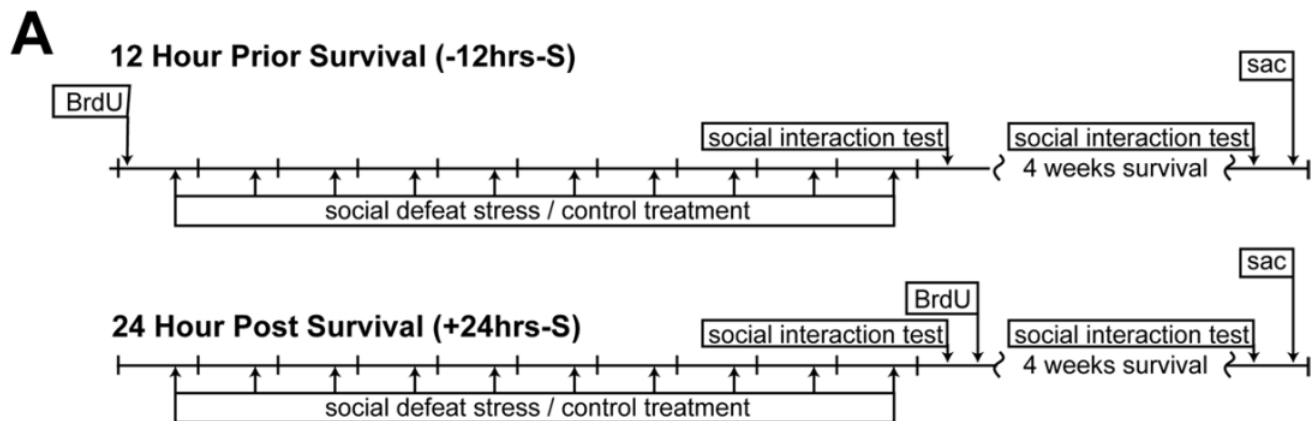 A
12 Hour Prior Survival (-12hrs-S)
sac
BrdU
social interaction test
social interaction test
4 weeks survival
social defeat stress / control treatment
sac
BrdU
24 Hour Post Survival (+24hrs-S)
social interaction test
social interaction test
4 weeks survival
social defeat stress / control treatment